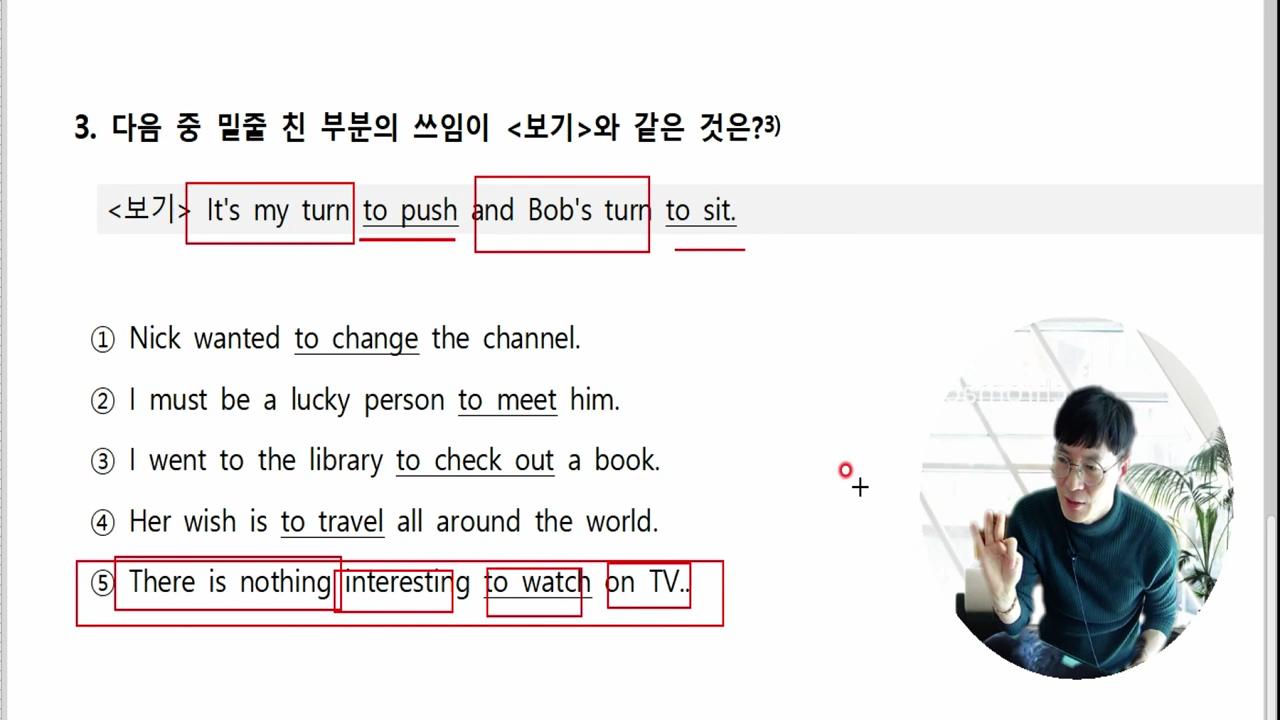 3. 다음 중 밑줄 친 부분의 쓰임이 <보기>와 같은 것은?3)
<보기> It's my turn to push and Bob's turn to sit.
① Nick wanted to change the channel.
② I must be a lucky person to meet him.
③ I went to the library to check out a book.
④ Her wish is to travel all around the world.
⑤ There is nothing interesting to watch on TV..